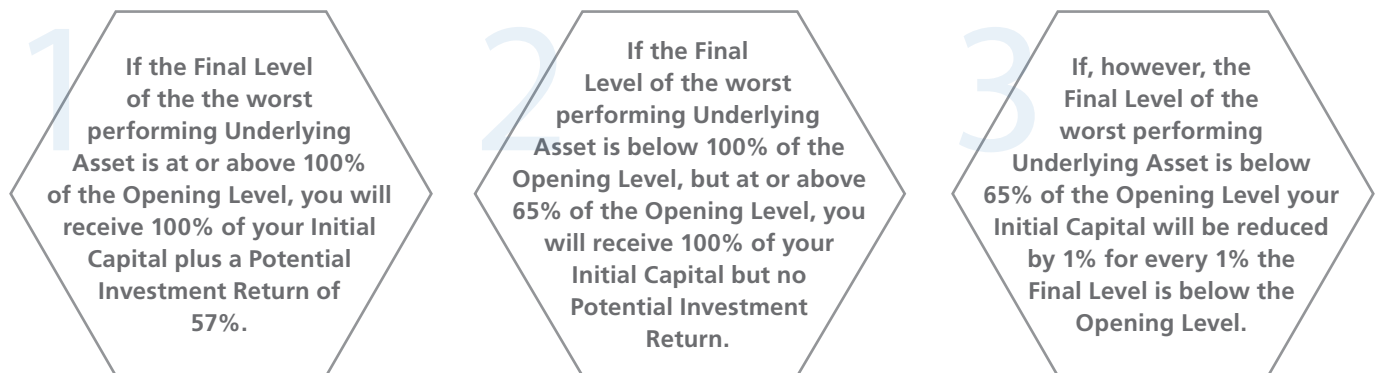 1
If the Final Level
of the the worst
performing Underlying
Asset is at or above 100%
of the Opening Level, you will
receive 100% of your Initial
Capital plus a Potential
Investment Return of
57%.
2
If the Final
Level of the worst
performing Underlying
Asset is below 100% of the
Opening Level, but at or above
65% of the Opening Level, you
will receive 100% of your
Initial Capital but no
Potential Investment
Return.
3
If, however, the
Final Level of the
worst performing
Underlying Asset is below
65% of the Opening Level your
Initial Capital will be reduced
by 1% for every 1% the
Final Level is below the
Opening Level.